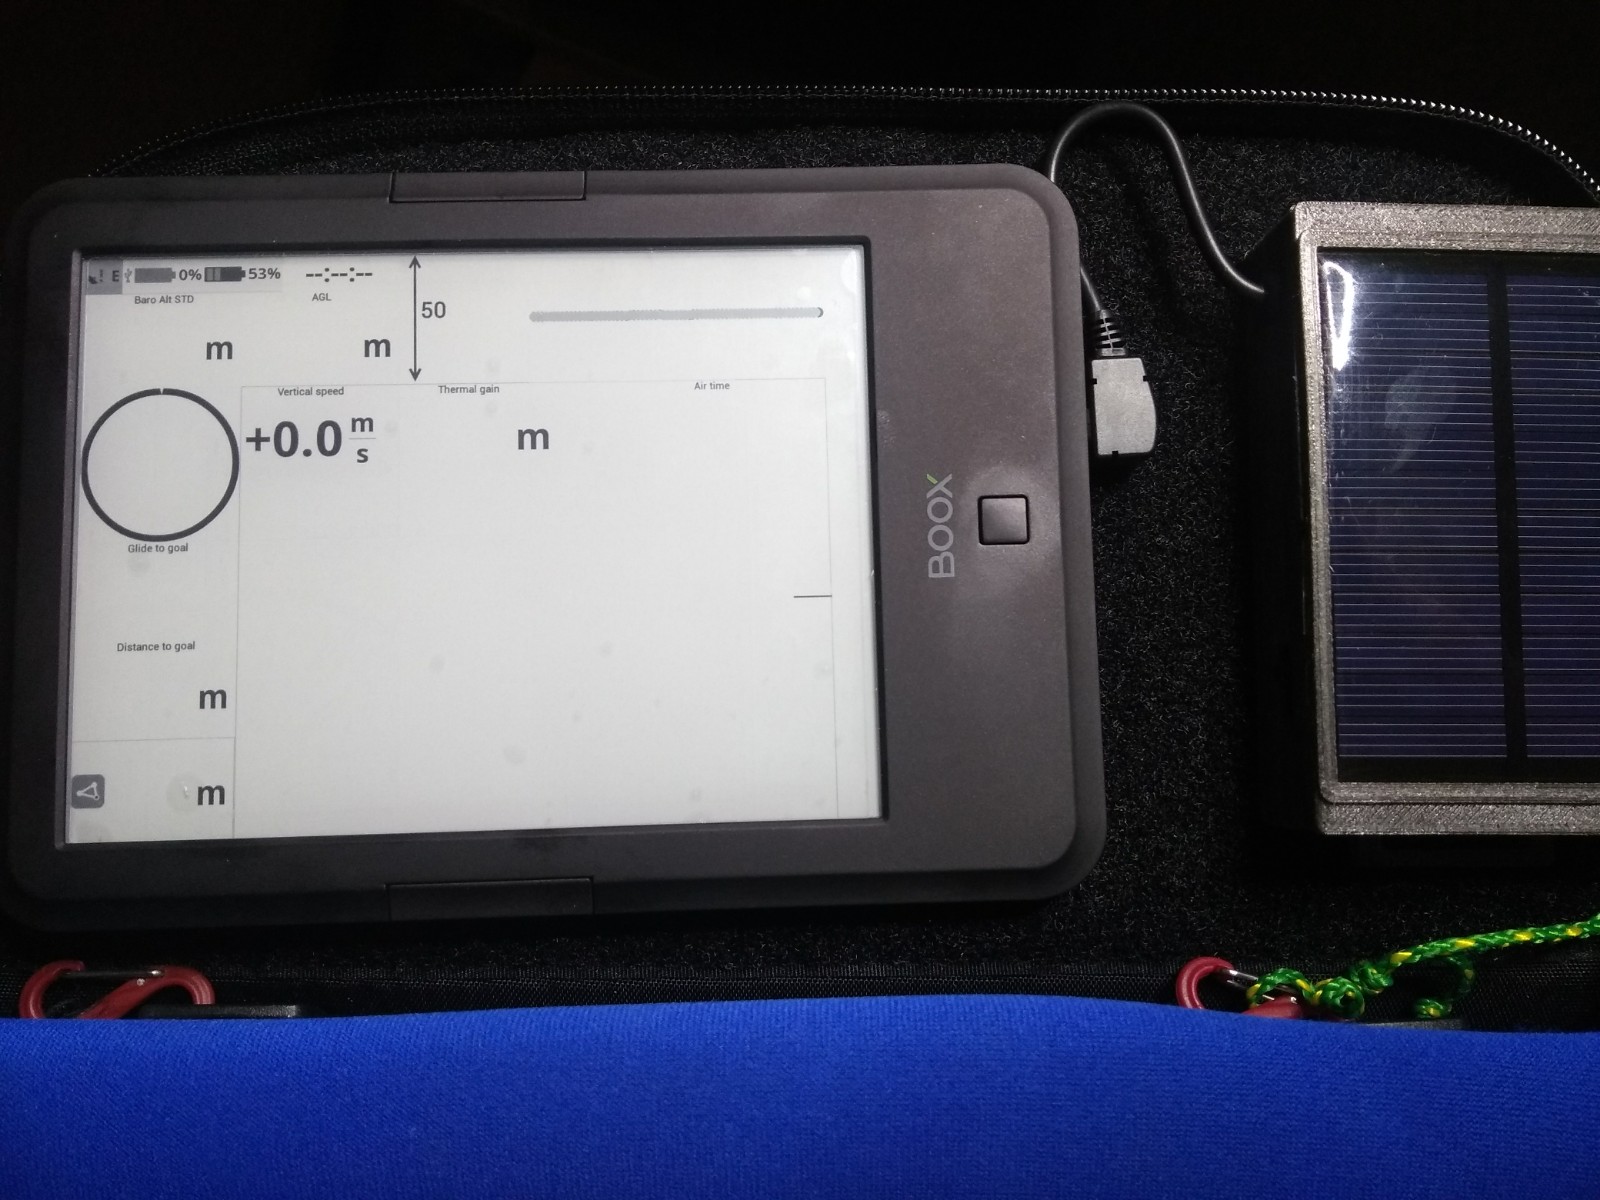 ! E 0% 53% --:--:--
Baro Alt STD
AGL
50
m
m
Vertical speed
Thermal gain
Air time
+0.0 m/s
m
Glide to goal
Distance to goal
m
m
BOOX